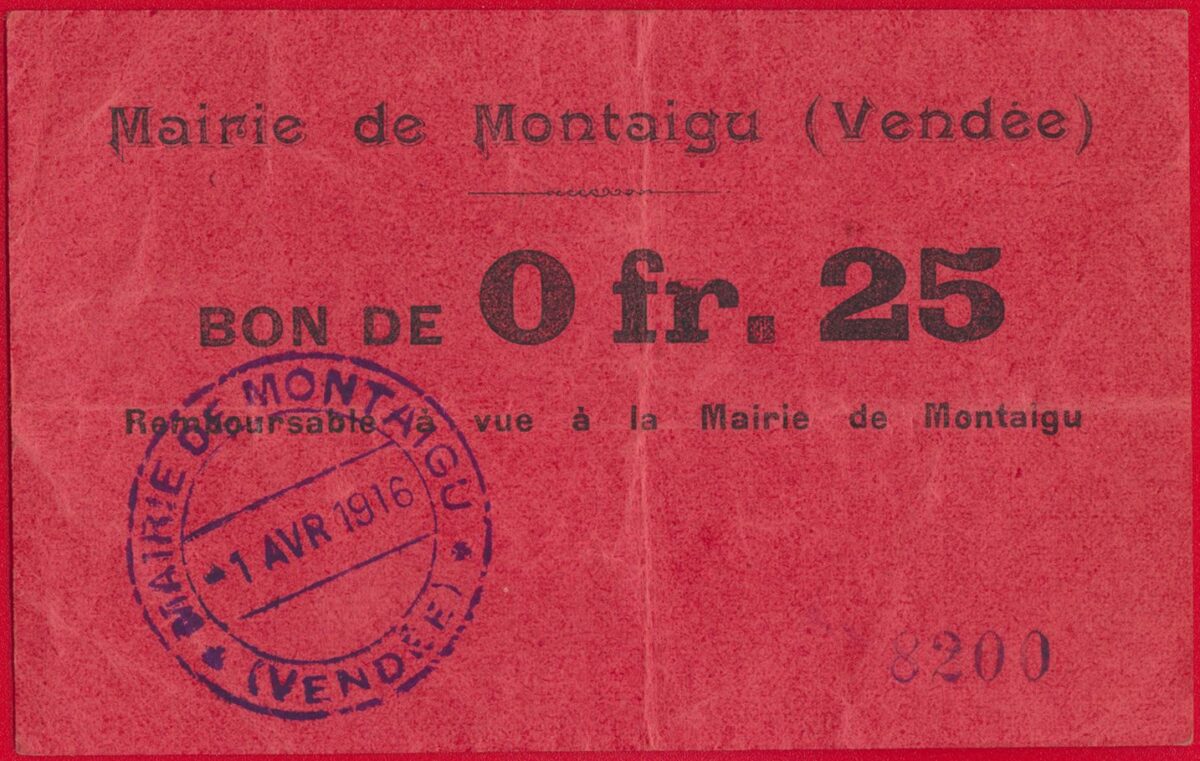 Mairie de Montaigu (Vendée)
BON DE 0 fr. 25
Remboursable à vue à la Mairie de Montaigu
MAIRIE DE MONTAIGU
* 1 AVR 1916
* (VENDÉE) *
8200